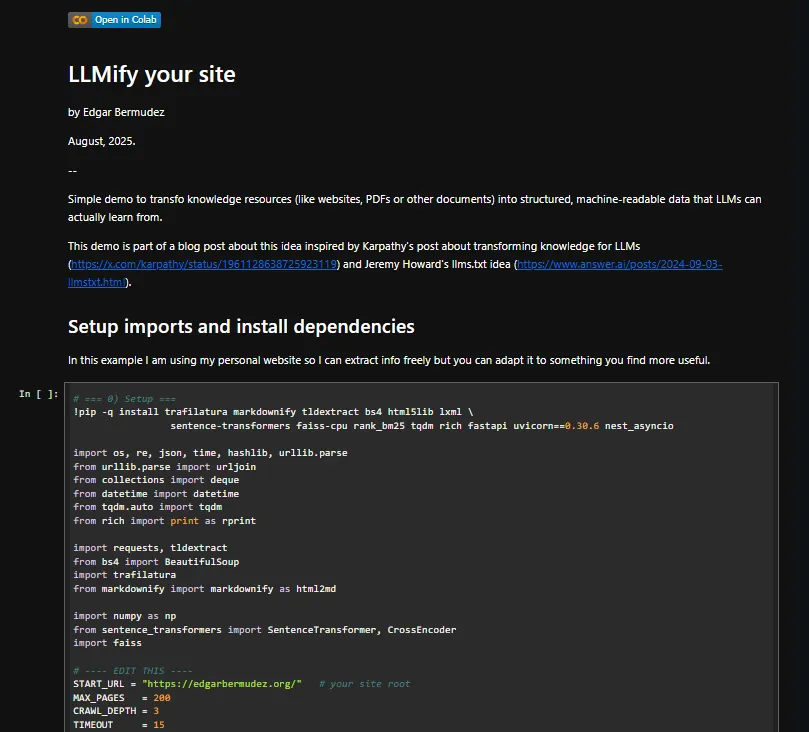 Open in Colab
LLMify your site
by Edgar Bermudez
August, 2025.
--
Simple demo to transfo knowledge resources (like websites, PDFs or other documents) into structured, machine-readable data that LLMs can
actually learn from.
This demo is part of a blog post about this idea inspired by Karpathy's post about transforming knowledge for LLMs
(https://x.com/karpathy/status/1961128638725923119) and Jeremy Howard's llms.txt idea (https://www.answer.ai/posts/2024-09-03-
llmstxt.html).
Setup imports and install dependencies
In this example I am using my personal website so I can extract info freely but you can adapt it to something you find more useful.
In [ ]:
# === 0) Setup ===
!pip -q install trafilatura markdownify tldextract bs4 html5lib lxml \
sentence-transformers faiss-cpu rank_bm25 tqdm rich fastapi uvicorn==0.30.6 nest_asyncio
import os, re, json, time, hashlib, urllib.parse
from urllib.parse import urljoin
from collections import deque
from datetime import datetime
from tqdm.auto import tqdm
from rich import print as rprint
import requests, tldextract
from bs4 import BeautifulSoup
import trafilatura
from markdownify import markdownify as html2md
import numpy as np
from sentence_transformers import SentenceTransformer, CrossEncoder
import faiss
# ---- EDIT THIS ----
START_URL = "https://edgarbermudez.org/"   # your site root
MAX_PAGES   = 200
CRAWL_DEPTH = 3
TIMEOUT     = 15